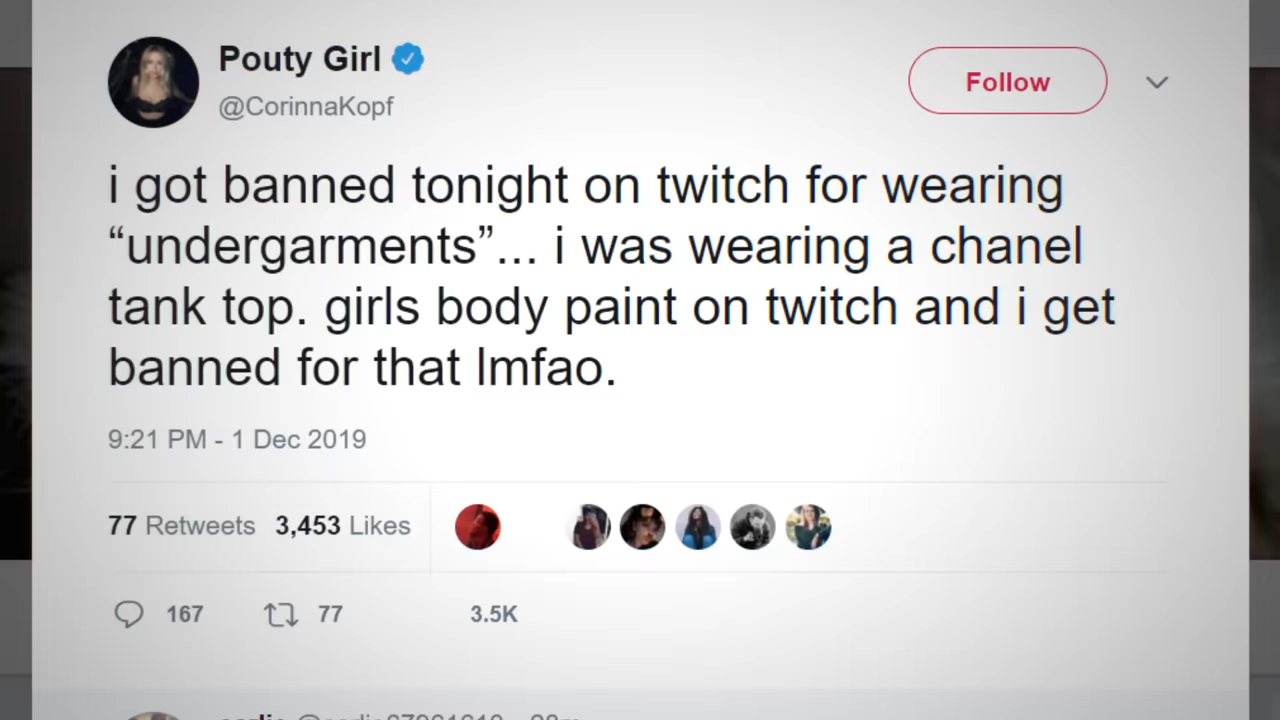 Pouty Girl
@CorinnaKopf
Follow
i got banned tonight on twitch for wearing
“undergarments”... i was wearing a chanel
tank top. girls body paint on twitch and i get
banned for that lmfao.
9:21 PM - 1 Dec 2019
77 Retweets 3,453 Likes
167 77 3.5K